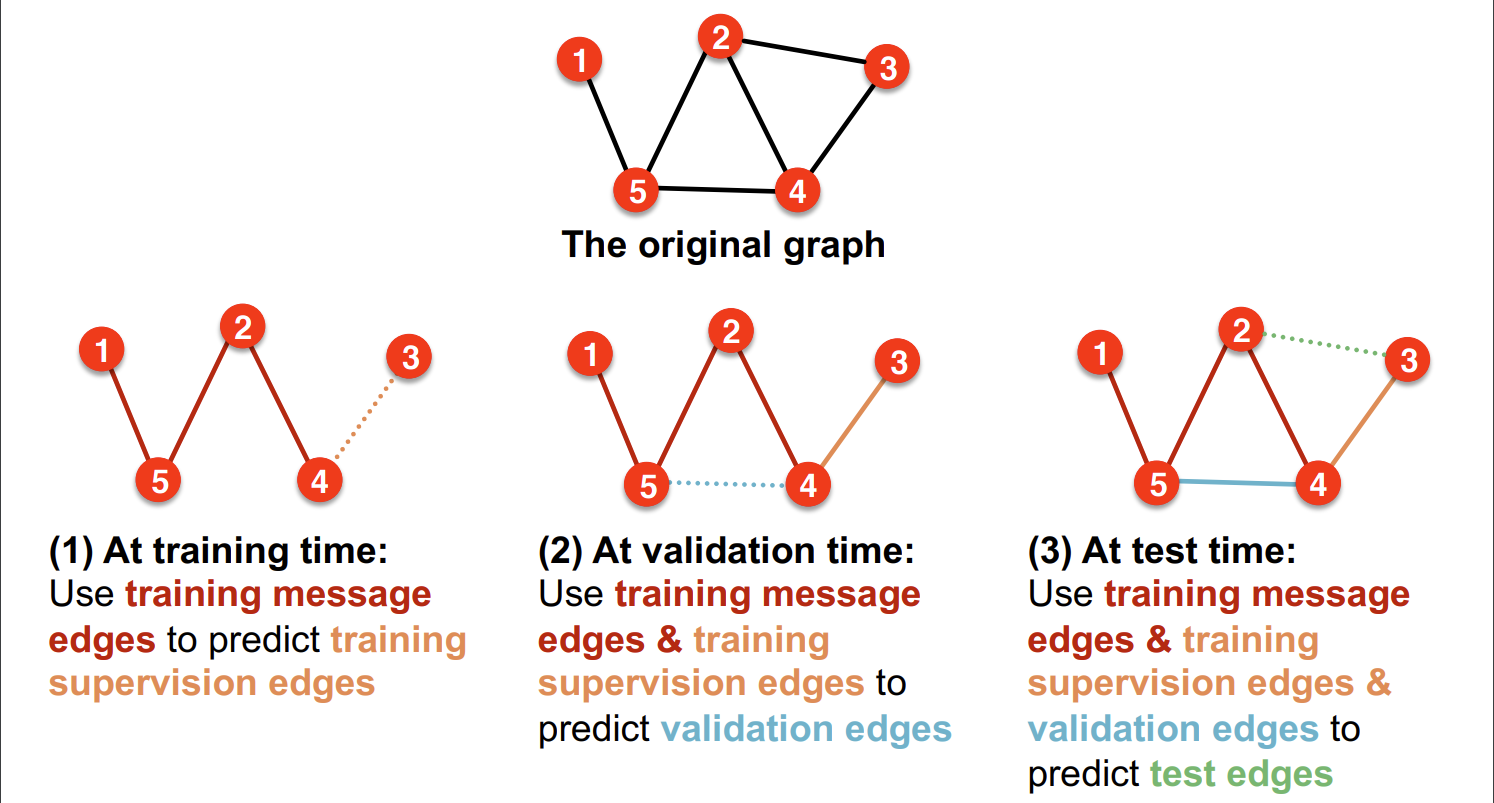 1
2
3
5
4
The original graph
1
2
3
5
4
1
2
3
5
4
1
2
3
5
4
(1) At training time:
Use training message
edges to predict training
supervision edges
(2) At validation time:
Use training message
edges & training
supervision edges to
predict validation edges
(3) At test time:
Use training message
edges & training
supervision edges &
validation edges to
predict test edges